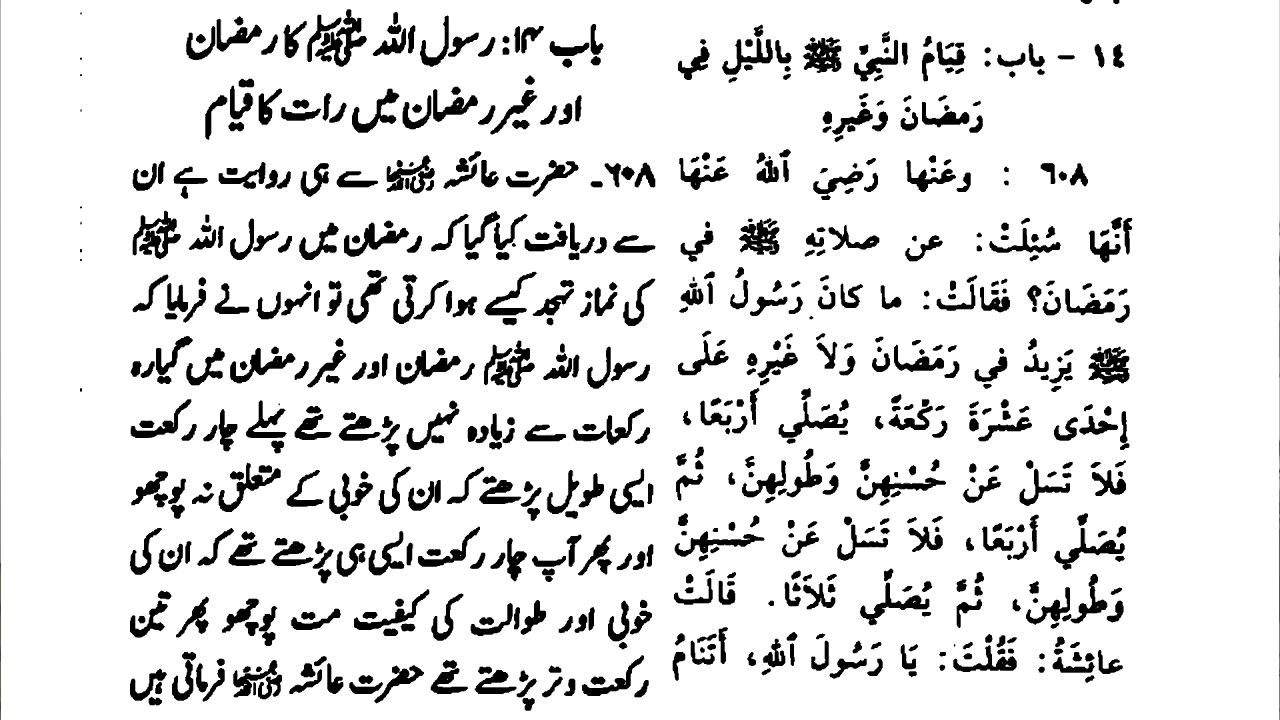 ١٤ - باب: قِيَامُ النَّبِيِّ ﷺ بِاللَّيْلِ فِي
رَمَضَانَ وَغَيرِهِ
٦٠٨ : وعَنْها رَضِيَ ٱللهُ عَنْهَا
أَنَّهَا سُئِلَتْ: عن صلاتِهِ ﷺ في
رَمَضَانَ؟ فَقَالَتْ: ما كانَ رَسُولُ ٱللهِ
ﷺ يَزِيدُ في رَمَضَانَ وَلاَ غَيْرِهِ عَلَى
إِحْدَى عَشْرَةَ رَكْعَةً، يُصَلِّي أَرْبَعًا،
فَلاَ تَسَلْ عَنْ حُسْنِهِنَّ وَطُولِهِنَّ، ثُمَّ
يُصَلِّي أَرْبَعًا، فَلاَ تَسَلْ عَنْ حُسْنِهِنَّ
وَطُولِهِنَّ، ثُمَّ يُصَلِّي ثَلاَثًا. قَالَتْ
عائِشَةُ: فَقُلْتَ: يَا رَسُولَ ٱللهِ، أَتَنَامُ
باب ۱۴: رسول اللہ ﷺ کا رمضان
اور غیر رمضان میں رات کا قیام
۶۰۸۔ حضرت عائشہ رضی اللہ عنہا سے ہی روایت ہے ان
سے دریافت کیا گیا کہ رمضان میں رسول اللہ ﷺ
کی نماز تہجد کیسے ہوا کرتی تھی تو انہوں نے فرمایا کہ
رسول اللہ ﷺ رمضان اور غیر رمضان میں گیارہ
رکعات سے زیادہ نہیں پڑھتے تھے پہلے چار رکعت
ایسی طویل پڑھتے کہ ان کی خوبی کے متعلق نہ پوچھو
اور پھر آپ چار رکعت ایسی ہی پڑھتے تھے کہ ان کی
خوبی اور طوالت کی کیفیت مت پوچھو پھر تین
رکعت وتر پڑھتے تھے حضرت عائشہ رضی اللہ عنہا فرماتی ہیں